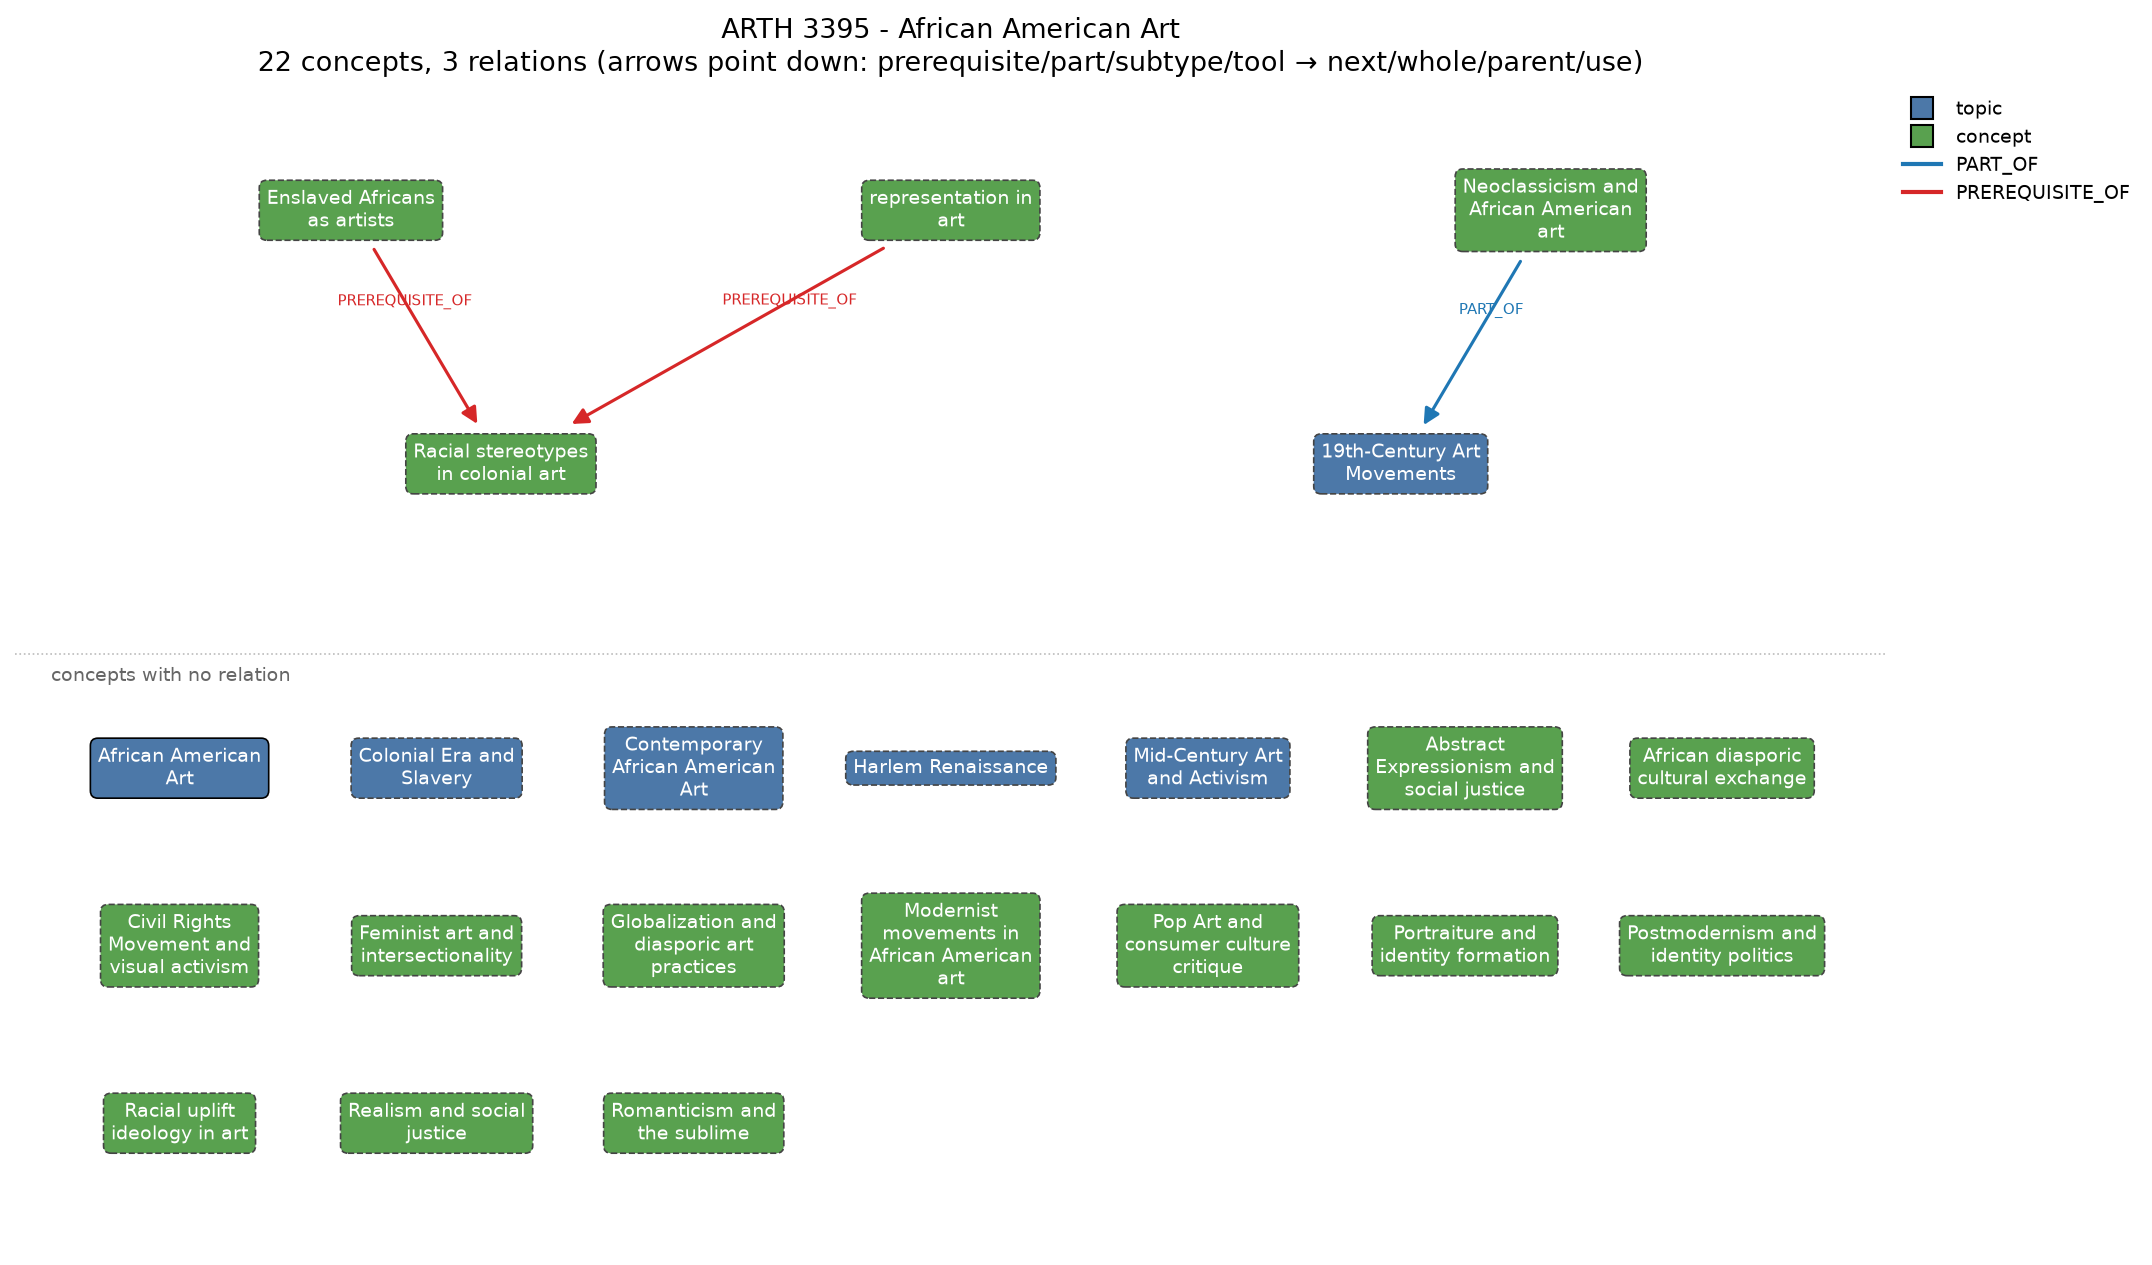 ARTH 3395 - African American Art
22 concepts, 3 relations (arrows point down: prerequisite/part/subtype/tool → next/whole/parent/use)
topic
concept
PART_OF
PREREQUISITE_OF
Enslaved Africans
as artists
representation in
art
Neoclassicism and
African American
art
PREREQUISITE_OF
PREREQUISITE_OF
PART_OF
Racial stereotypes
in colonial art
19th-Century Art
Movements
concepts with no relation
African American
Art
Colonial Era and
Slavery
Contemporary
African American
Art
Harlem Renaissance
Mid-Century Art
and Activism
Abstract
Expressionism and
social justice
African diasporic
cultural exchange
Civil Rights
Movement and
visual activism
Feminist art and
intersectionality
Globalization and
diasporic art
practices
Modernist
movements in
African American
art
Pop Art and
consumer culture
critique
Portraiture and
identity formation
Postmodernism and
identity politics
Racial uplift
ideology in art
Realism and social
justice
Romanticism and
the sublime